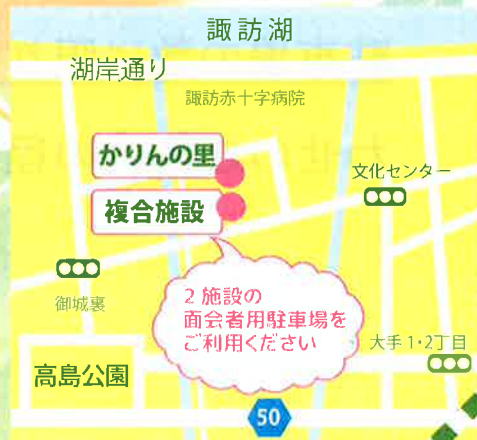 諏訪湖
湖岸通り
諏訪赤十字病院
かりんの里
文化センター
複合施設
御城裏
2施設の
面会者用駐車場を
ご利用ください
大手1・2丁目
高島公園
50